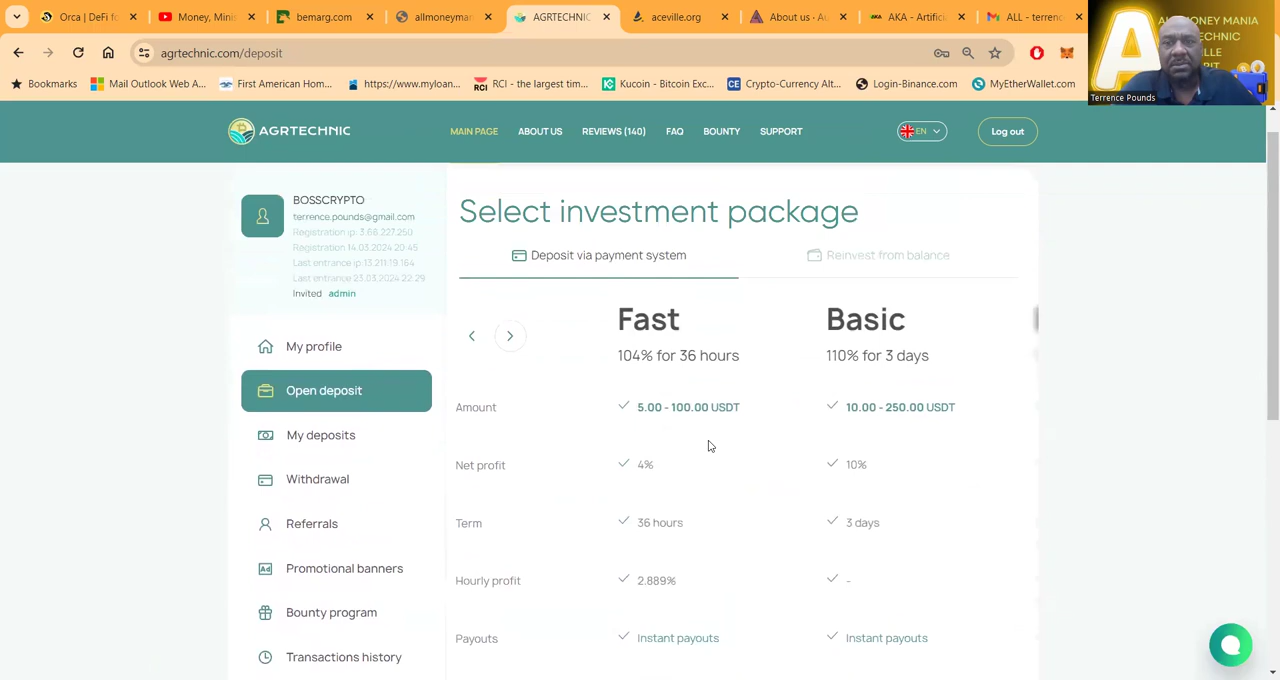 Orca | DeFi fo
Money, Mini
bemarg.com
allmoneyma
AGRTECHNIC
aceville.org
About us · Au
AKA - Artific
ALL - terrenc
agrtechnic.com/deposit
Bookmarks
Mail Outlook Web A...
First American Hom...
https://www.myloan...
RCI - the largest tim...
Kucoin - Bitcoin Exc...
Crypto-Currency Alt...
Login-Binance.com
MyEtherWallet.com
Terrence Pounds
AGRTECHNIC
MAIN PAGE
ABOUT US
REVIEWS (140)
FAQ
BOUNTY
SUPPORT
EN
Log out
BOSSCRYPTO
terrence.pounds@gmail.com
Registration ip: 3.66.227.250
Registration 14.03.2024 20:45
Last entrance ip: 13.211.19.164
Last entrance 23.03.2024 22:29
Invited admin
My profile
Open deposit
My deposits
Withdrawal
Referrals
Promotional banners
Bounty program
Transactions history
Select investment package
Deposit via payment system
Reinvest from balance
Fast
Basic
104% for 36 hours
110% for 3 days
Amount
5.00 - 100.00 USDT
10.00 - 250.00 USDT
Net profit
4%
10%
Term
36 hours
3 days
Hourly profit
2.889%
-
Payouts
Instant payouts
Instant payouts